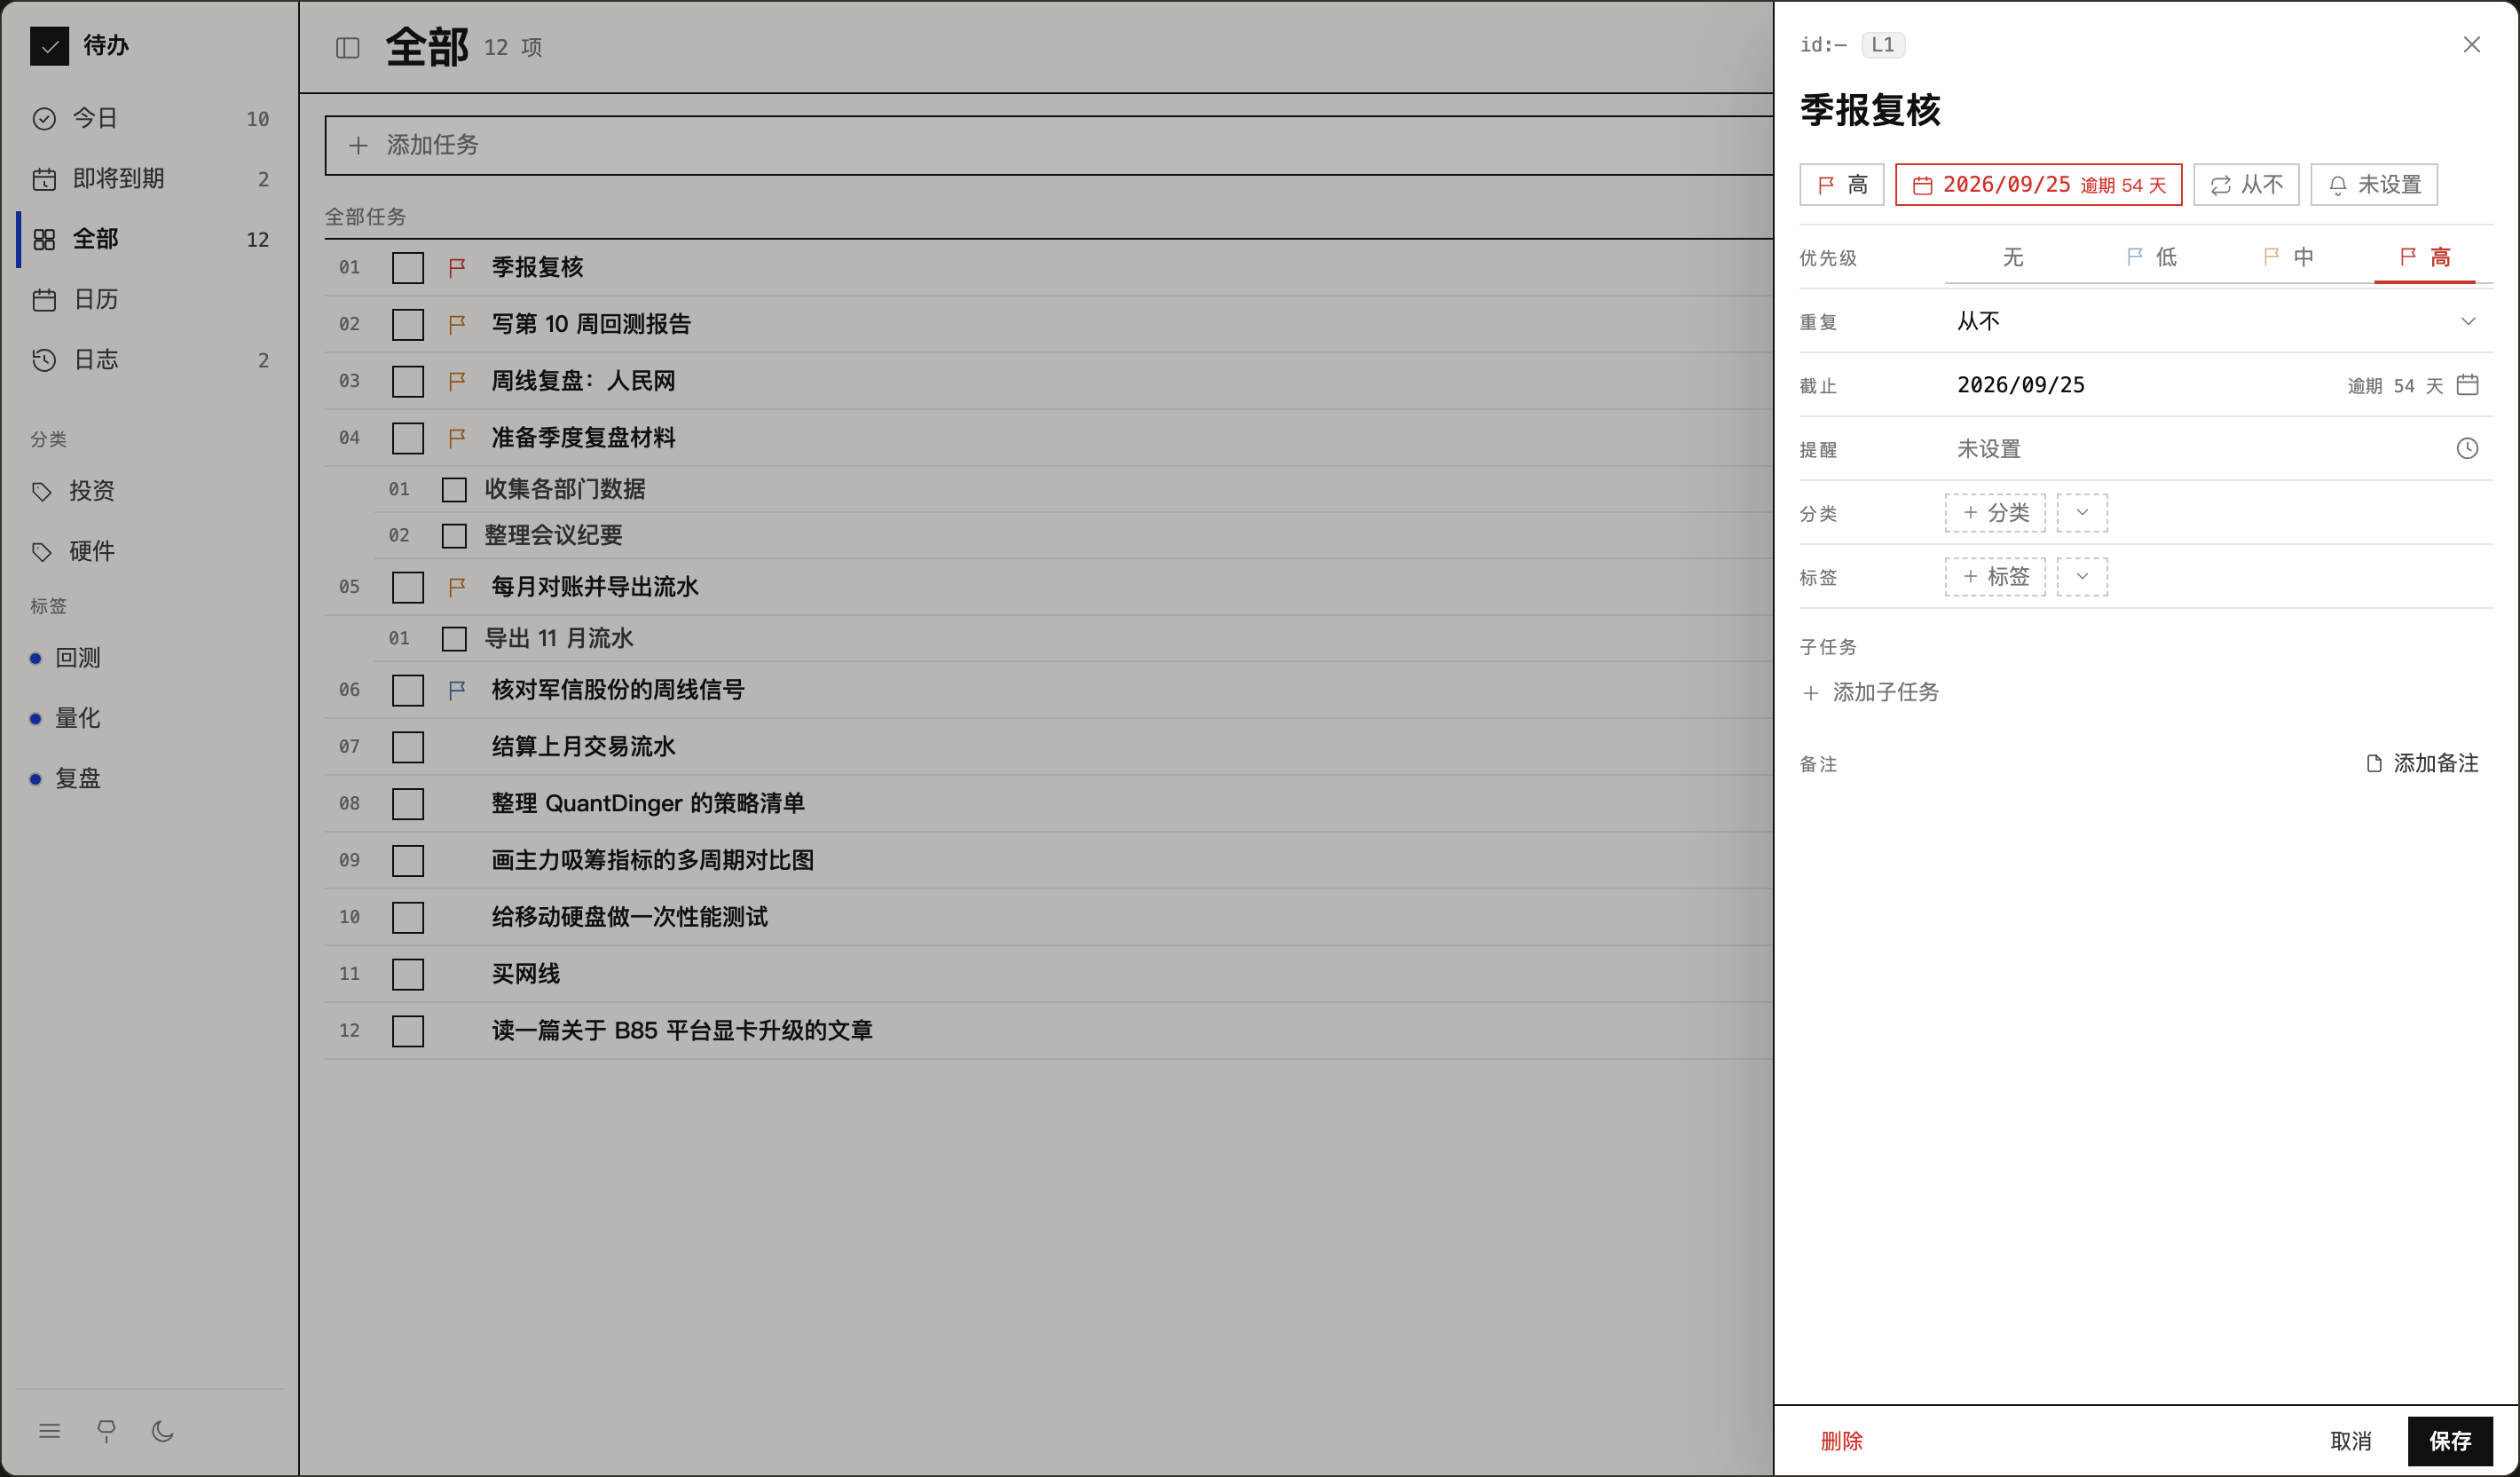 待办
今日 10
即将到期 2
全部 12
日历
日志 2
分类
投资
硬件
标签
回测
量化
复盘
全部 12 项
添加任务
全部任务
01 季报复核
02 写第 10 周回测报告
03 周线复盘：人民网
04 准备季度复盘材料
01 收集各部门数据
02 整理会议纪要
05 每月对账并导出流水
01 导出 11 月流水
06 核对军信股份的周线信号
07 结算上月交易流水
08 整理 QuantDinger 的策略清单
09 画主力吸筹指标的多周期对比图
10 给移动硬盘做一次性能测试
11 买网线
12 读一篇关于 B85 平台显卡升级的文章
id:— L1
季报复核
高 2026/09/25 逾期 54 天 从不 未设置
优先级 无 低 中 高
重复 从不
截止 2026/09/25 逾期 54 天
提醒 未设置
分类 + 分类
标签 + 标签
子任务
+ 添加子任务
备注 添加备注
删除 取消 保存